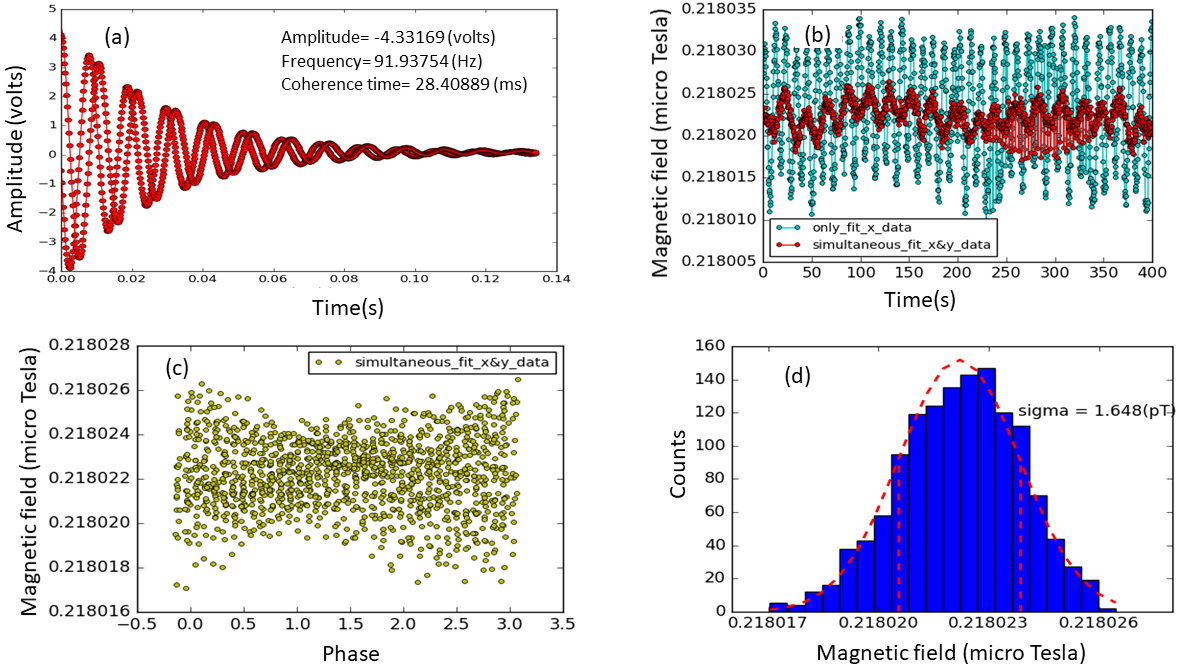 (a)
Amplitude= -4.33169 (volts)
Frequency= 91.93754 (Hz)
Coherence time= 28.40889 (ms)
Amplitude (volts)
5
4
3
2
1
0
−1
−2
−3
−4
0.00 0.02 0.04 0.06 0.08 0.10 0.12 0.14
Time(s)
(b)
Magnetic field (micro Tesla)
0.218035
0.218030
0.218025
0.218020
0.218015
0.218010
0.218005
only_fit_x_data
simultaneous_fit_x&y_data
0 50 100 150 200 250 300 350 400
Time(s)
(c)
simultaneous_fit_x&y_data
Magnetic field (micro Tesla)
0.218028
0.218026
0.218024
0.218022
0.218020
0.218018
0.218016
−0.5 0.0 0.5 1.0 1.5 2.0 2.5 3.0 3.5
Phase
(d)
sigma = 1.648(pT)
Counts
160
140
120
100
80
60
40
20
0
0.218017 0.218020 0.218023 0.218026
Magnetic field (micro Tesla)